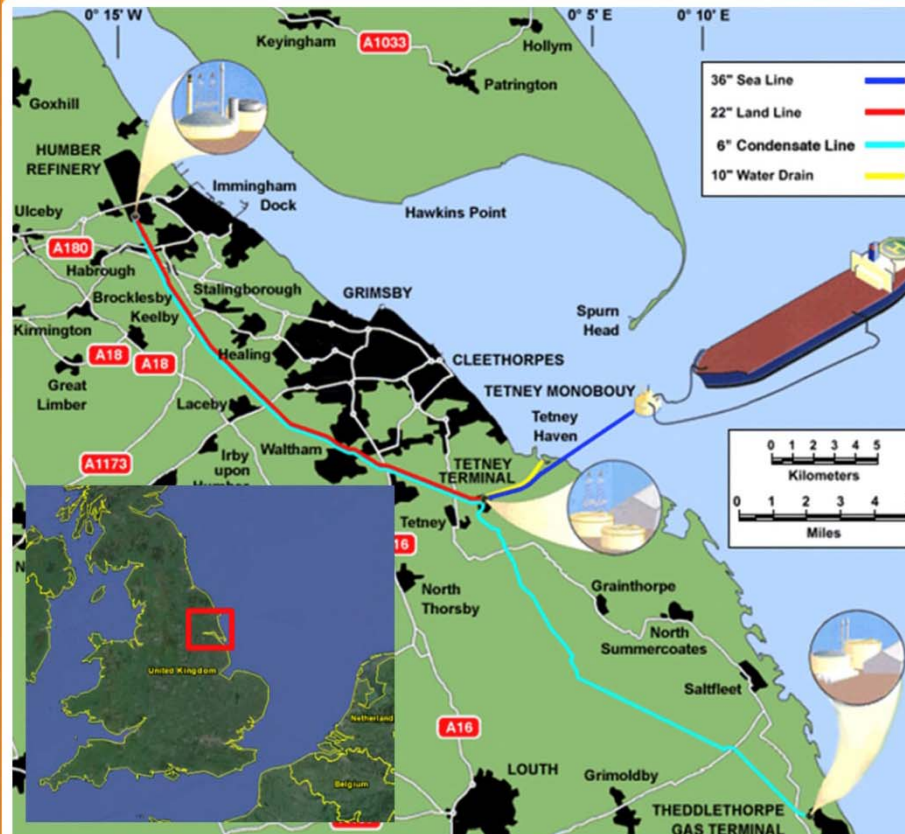 0° 15' W
0° 5' E
0° 10' E
Keyingham
A1033
Hollym
Patrington
Goxhill
36" Sea Line
22" Land Line
6" Condensate Line
10" Water Drain
HUMBER
REFINERY
Immingham
Dock
Ulceby
A180
Hawkins Point
Habrough
Brocklesby
Keelby
Stalingborough
GRIMSBY
Kirmington
A18
A18
Healing
Spurn
Head
CLEETHORPES
Great
Limber
Laceby
TETNEY MONOBOUY
Tetney
Haven
Waltham
Irby
upon
A1173
TETNEY
TERMINAL
0 1 2 3 4 5
Kilometers
0 1 2 3 4
Miles
Tetney
16
North
Thorsby
Grainthorpe
North
Summercoates
Saltfleet
United Kingdom
Netherland
Belgium
A16
LOUTH
Grimoldby
THEDDLETHORPE
GAS TERMINAL